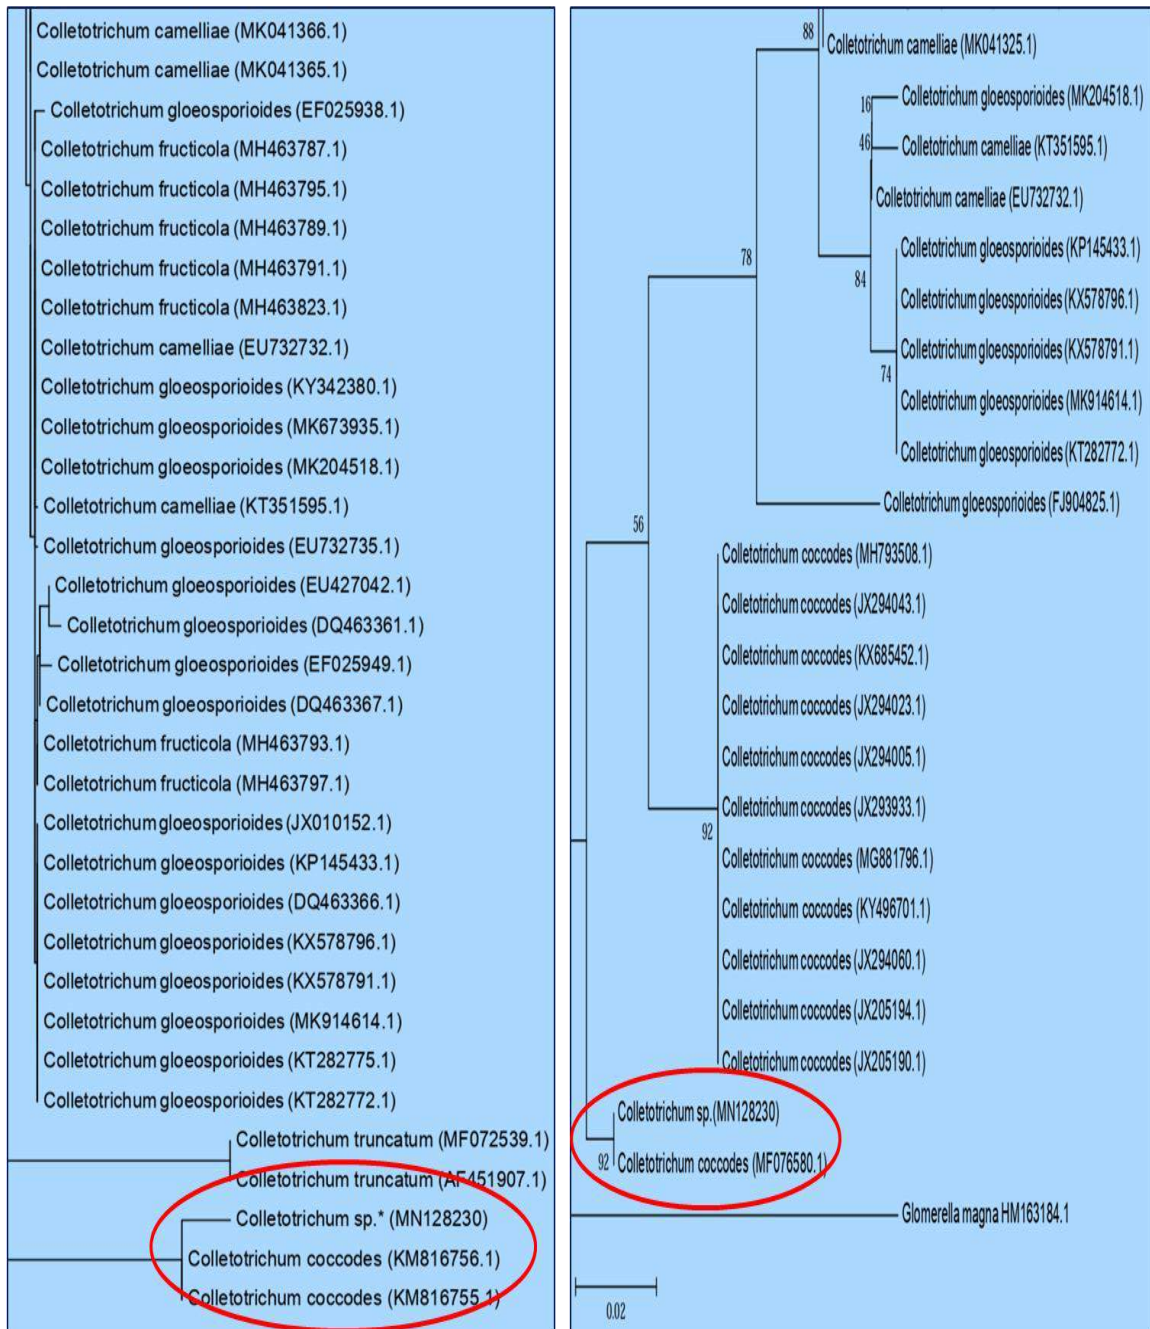 Colletotrichum camelliae (MK041366.1)
Colletotrichum camelliae (MK041365.1)
Colletotrichum gloeosporioides (EF025938.1)
Colletotrichum fructicola (MH463787.1)
Colletotrichum fructicola (MH463795.1)
Colletotrichum fructicola (MH463789.1)
Colletotrichum fructicola (MH463791.1)
Colletotrichum fructicola (MH463823.1)
Colletotrichum camelliae (EU732732.1)
Colletotrichum gloeosporioides (KY342380.1)
Colletotrichum gloeosporioides (MK673935.1)
Colletotrichum gloeosporioides (MK204518.1)
Colletotrichum camelliae (KT351595.1)
Colletotrichum gloeosporioides (EU732735.1)
Colletotrichum gloeosporioides (EU427042.1)
Colletotrichum gloeosporioides (DQ463361.1)
Colletotrichum gloeosporioides (EF025949.1)
Colletotrichum gloeosporioides (DQ463367.1)
Colletotrichum fructicola (MH463793.1)
Colletotrichum fructicola (MH463797.1)
Colletotrichum gloeosporioides (JX010152.1)
Colletotrichum gloeosporioides (KP145433.1)
Colletotrichum gloeosporioides (DQ463366.1)
Colletotrichum gloeosporioides (KX578796.1)
Colletotrichum gloeosporioides (KX578791.1)
Colletotrichum gloeosporioides (MK914614.1)
Colletotrichum gloeosporioides (KT282775.1)
Colletotrichum gloeosporioides (KT282772.1)
Colletotrichum truncatum (MF072539.1)
Colletotrichum truncatum (AF451907.1)
Colletotrichum sp.* (MN128230)
Colletotrichum coccodes (KM816756.1)
Colletotrichum coccodes (KM816755.1)
88
Colletotrichum camelliae (MK041325.1)
16
Colletotrichum gloeosporioides (MK204518.1)
46
Colletotrichum camelliae (KT351595.1)
Colletotrichum camelliae (EU732732.1)
78
84
Colletotrichum gloeosporioides (KP145433.1)
Colletotrichum gloeosporioides (KX578796.1)
Colletotrichum gloeosporioides (KX578791.1)
74
Colletotrichum gloeosporioides (MK914614.1)
Colletotrichum gloeosporioides (KT282772.1)
Colletotrichum gloeosporioides (FJ904825.1)
56
Colletotrichum coccodes (MH793508.1)
Colletotrichum coccodes (JX294043.1)
Colletotrichum coccodes (KX685452.1)
Colletotrichum coccodes (JX294023.1)
Colletotrichum coccodes (JX294005.1)
Colletotrichum coccodes (JX293933.1)
92
Colletotrichum coccodes (MG881796.1)
Colletotrichum coccodes (KY496701.1)
Colletotrichum coccodes (JX294060.1)
Colletotrichum coccodes (JX205194.1)
Colletotrichum coccodes (JX205190.1)
Colletotrichum sp.(MN128230)
92
Colletotrichum coccodes (MF076580.1)
Glomerella magna HM163184.1
0.02